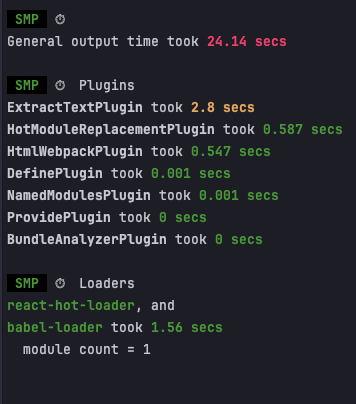 SMP ⏱
General output time took 24.14 secs
SMP ⏱ Plugins
ExtractTextPlugin took 2.8 secs
HotModuleReplacementPlugin took 0.587 secs
HtmlWebpackPlugin took 0.547 secs
DefinePlugin took 0.001 secs
NamedModulesPlugin took 0.001 secs
ProvidePlugin took 0 secs
BundleAnalyzerPlugin took 0 secs
SMP ⏱ Loaders
react-hot-loader, and
babel-loader took 1.56 secs
module count = 1